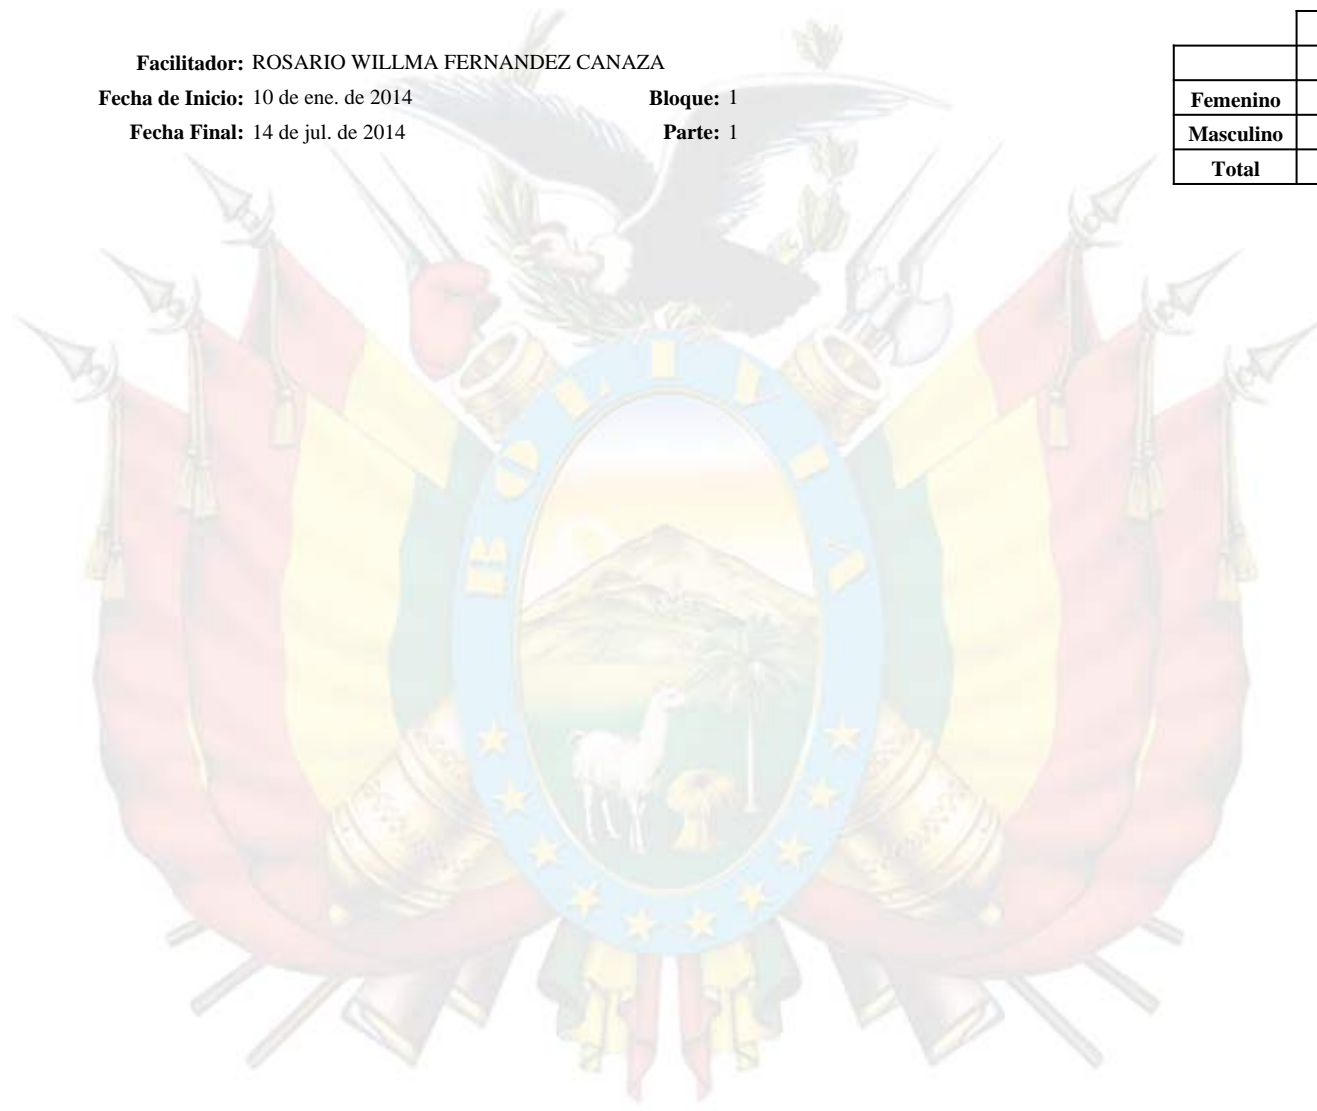 Facilitador: ROSARIO WILLMA FERNANDEZ CANAZA
Fecha de Inicio: 10 de ene. de 2014 Bloque: 1
Fecha Final: 14 de jul. de 2014 Parte: 1
Femenino
Masculino
Total
BOLIVIA